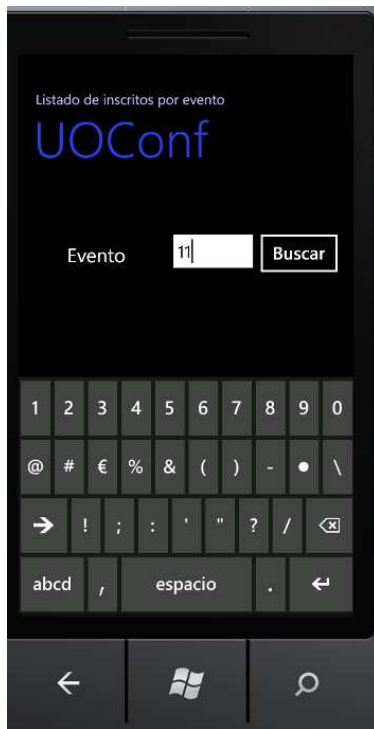 Listado de inscritos por evento
UOConf
Evento 11 Buscar
1 2 3 4 5 6 7 8 9 0
@ # € % & ( ) - ● \
→ ! ; : ' " ? /
abcd , espacio . ↵